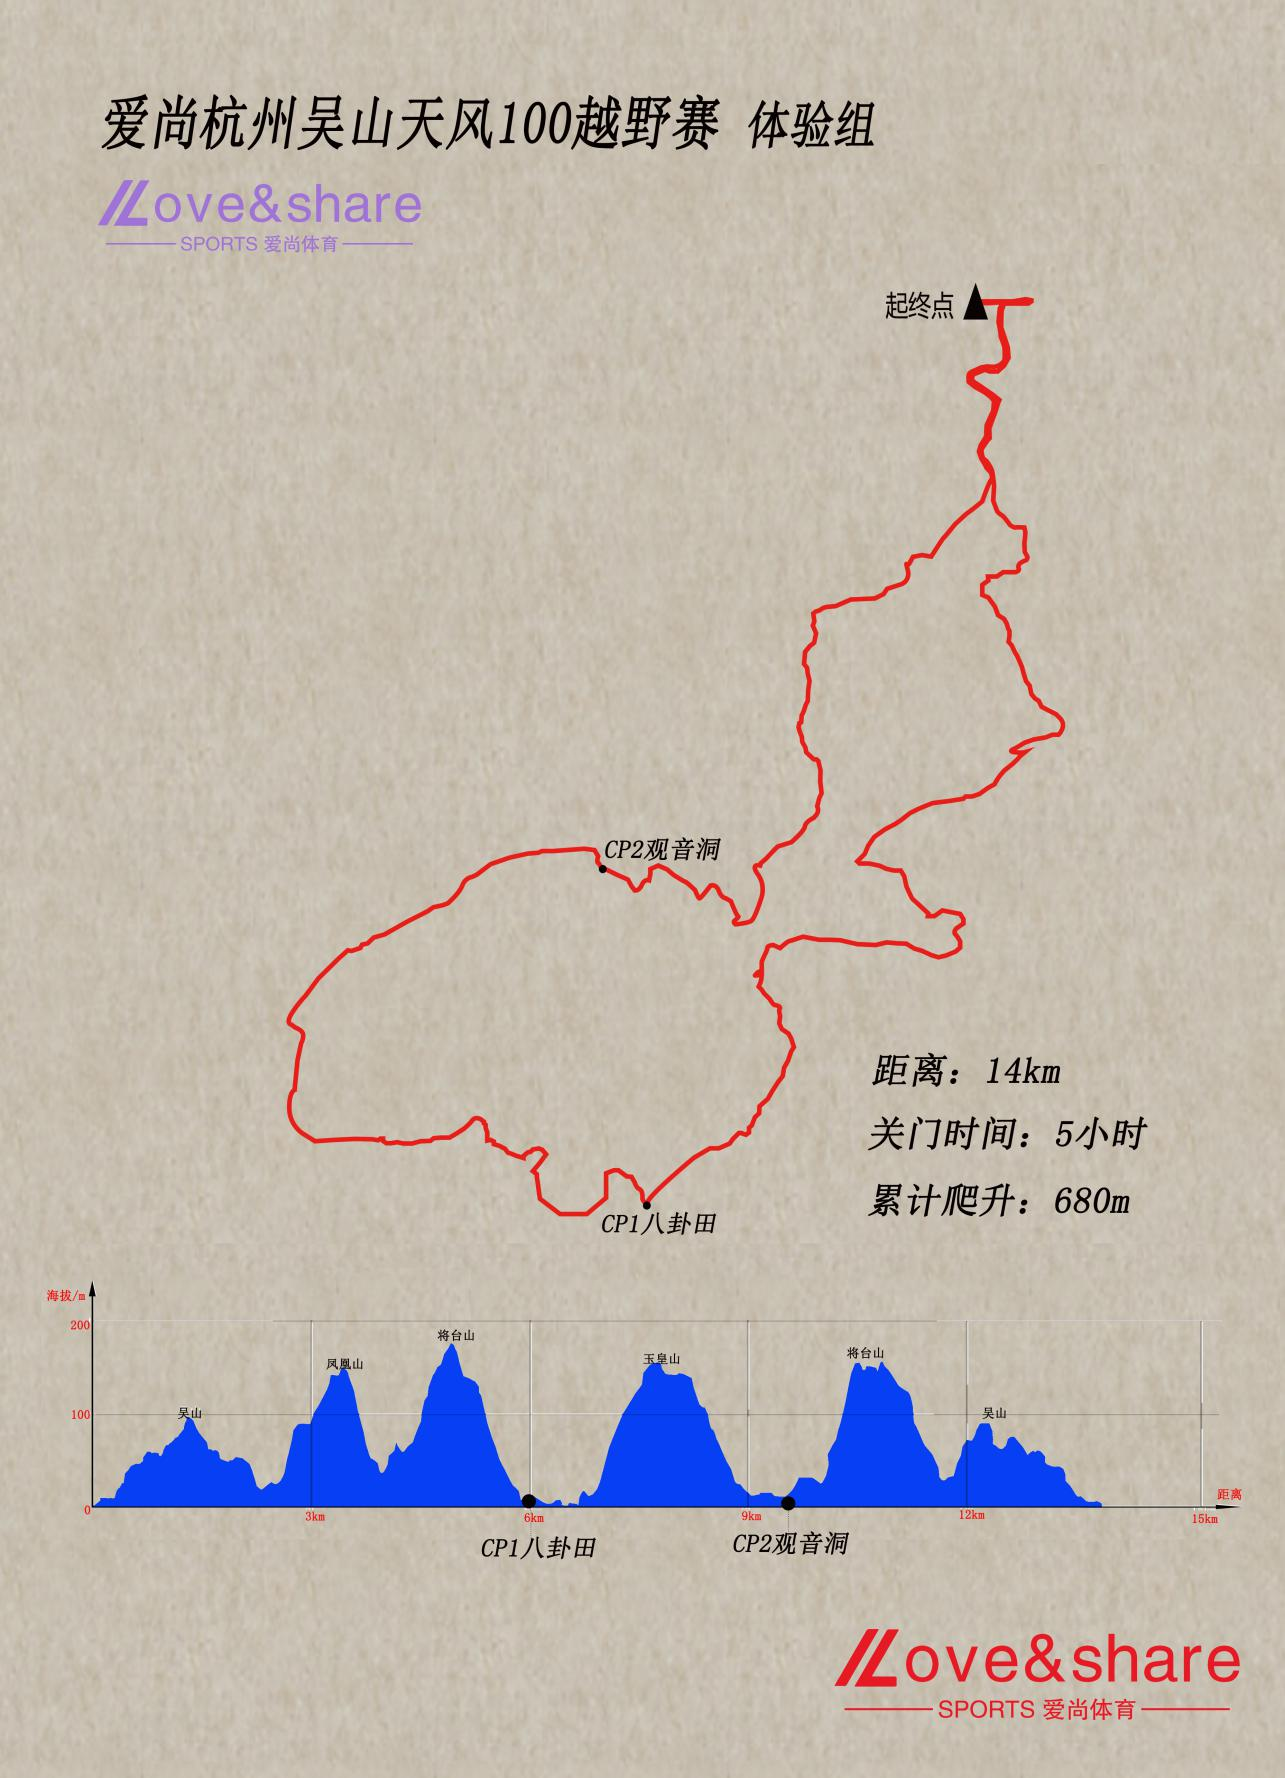 爱尚杭州吴山天风100越野赛 体验组
Love&share
SPORTS 爱尚体育
起终点
CP2观音洞
距离：14km
关门时间：5小时
累计爬升：680m
CP1八卦田
海拔/m
200
将台山
凤凰山
玉皇山
将台山
100
吴山
吴山
0
距离
3km
6km
9km
12km
15km
CP1八卦田
CP2观音洞
Love&share
SPORTS 爱尚体育